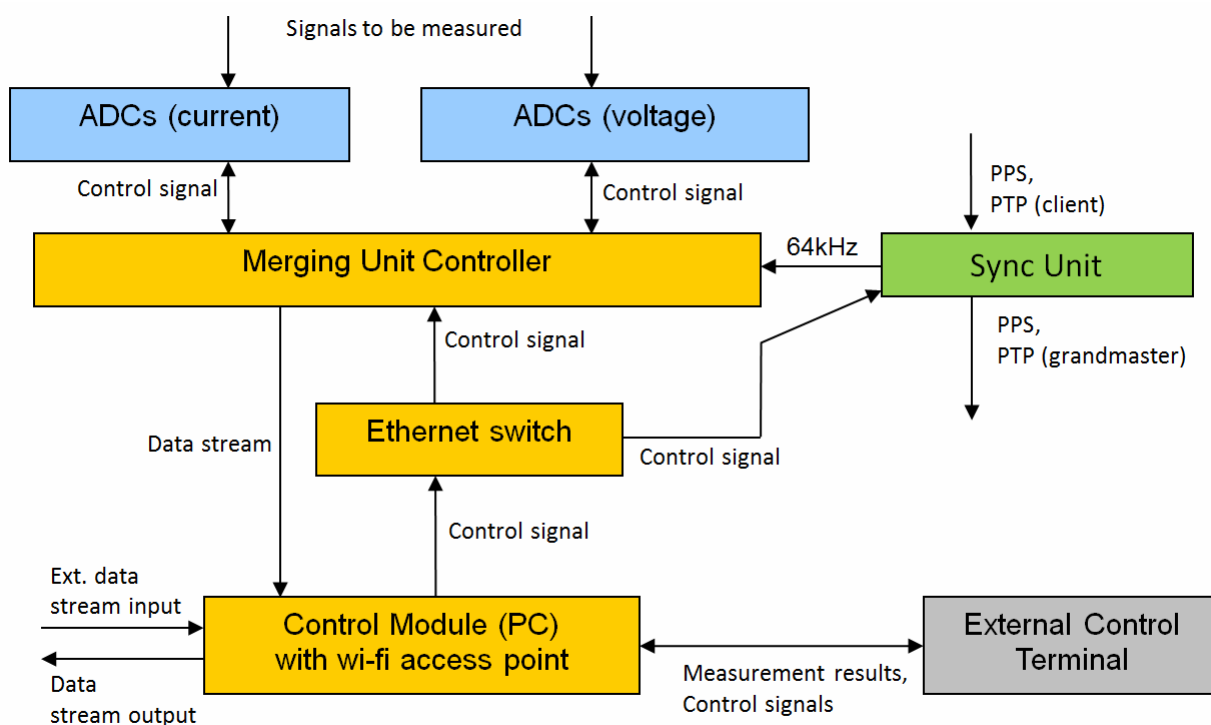 Signals to be measured
ADCs (current)
ADCs (voltage)
Control signal
Control signal
PPS,
PTP (client)
Merging Unit Controller
64kHz
Sync Unit
Control signal
PPS,
PTP (grandmaster)
Data stream
Ethernet switch
Control signal
Control signal
Ext. data
stream input
Control Module (PC)
with wi-fi access point
External Control
Terminal
Measurement results,
Control signals
Data
stream output